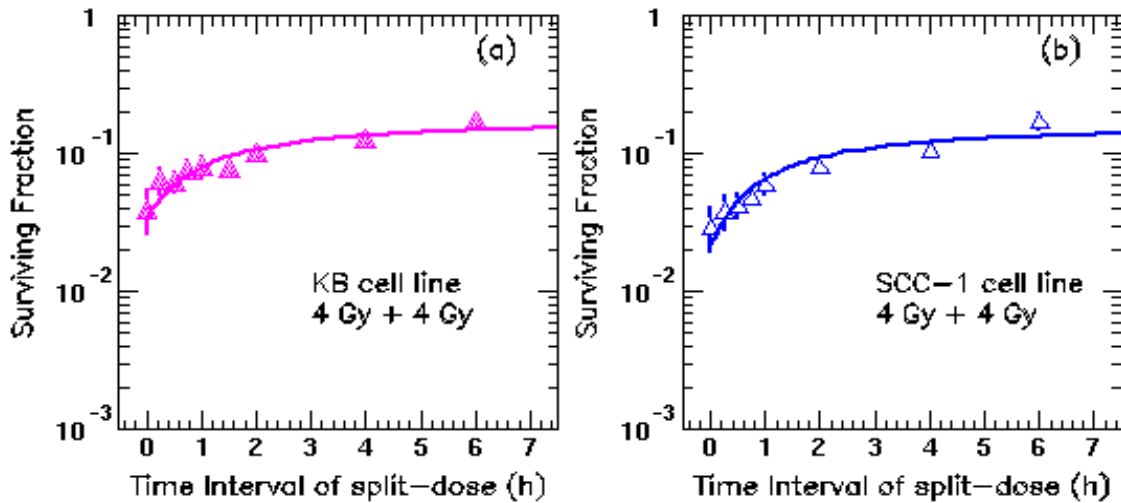 1
(a)
10-1
10-2
10-3
Surviving Fraction
KB cell line
4 Gy + 4 Gy
0 1 2 3 4 5 6 7
Time Interval of split-dose (h)
1
(b)
10-1
10-2
10-3
Surviving Fraction
SCC-1 cell line
4 Gy + 4 Gy
0 1 2 3 4 5 6 7
Time Interval of split-dose (h)